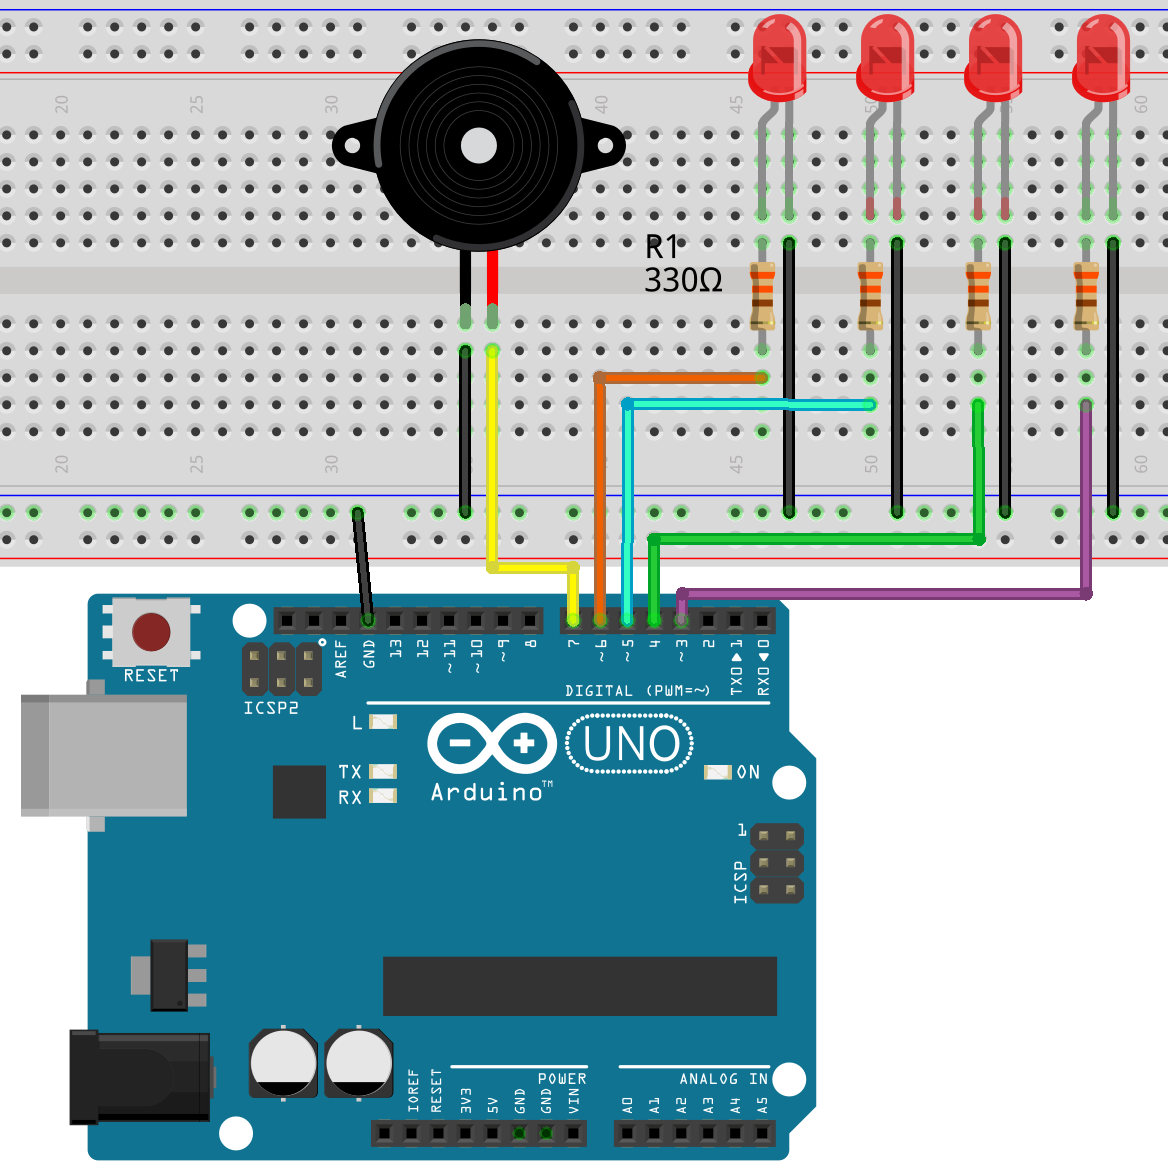 20
25
30
40
45
50
60
R1
330Ω
20
25
30
45
50
60
RESET
ICSP2
AREF
GND
13
12
~11
~10
~9
8
7
~6
~5
4
~3
2
TX0▶1
RX0◀0
DIGITAL (PWM=~)
L
TX
RX
UNO
Arduino™
ON
1
ICSP
IOREF
RESET
3V3
5V
GND
GND
VIN
POWER
A0
A1
A2
A3
A4
A5
ANALOG IN